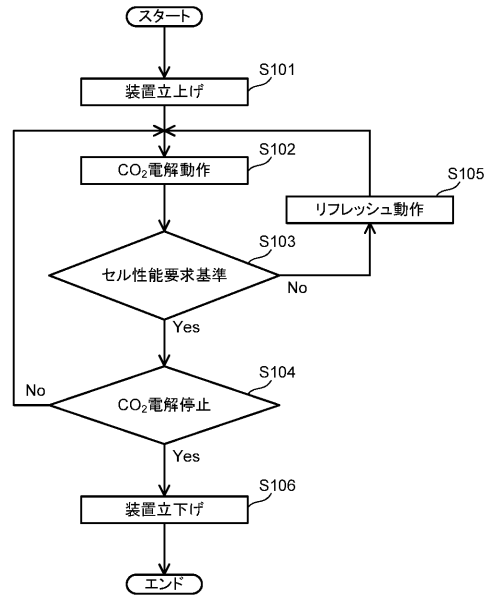 スタート
S101
装置立上げ
S102
CO₂電解動作
S105
リフレッシュ動作
S103
セル性能要求基準
No
Yes
S104
No
CO₂電解停止
Yes
S106
装置立下げ
エンド